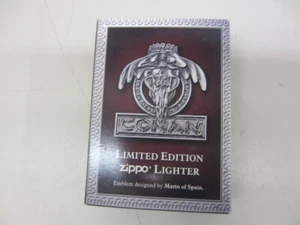 CONAN
LIMITED EDITION
zippo® LIGHTER
Emblem designed by Marto of Spain.